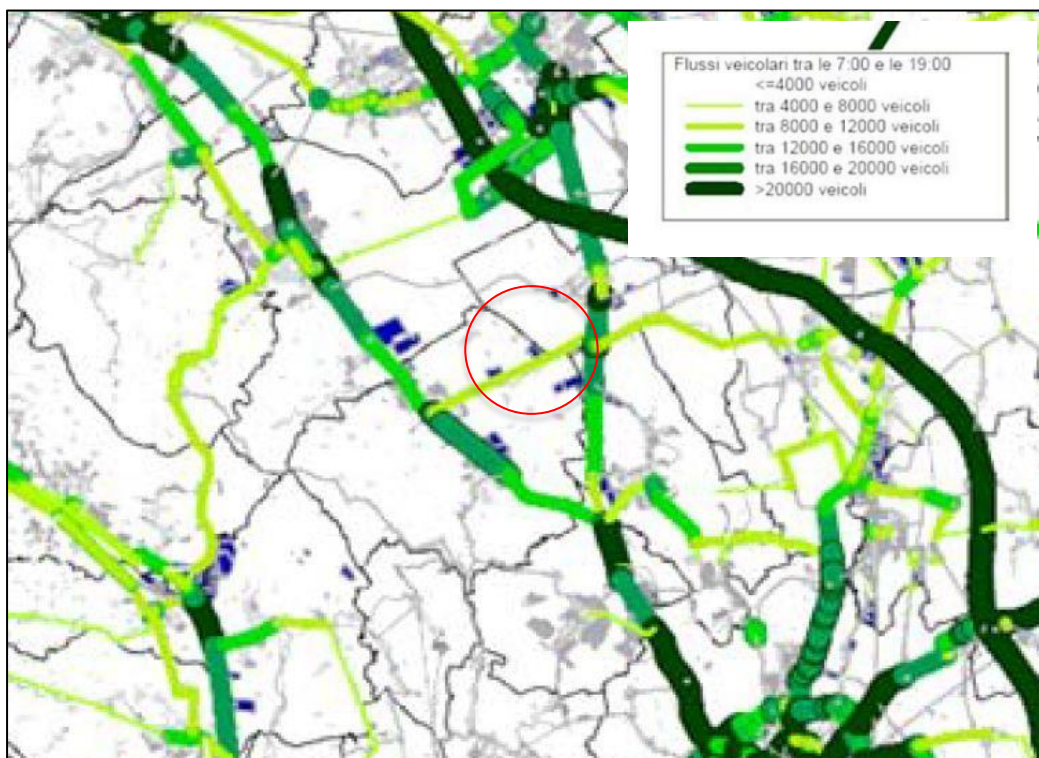 Flussi veicolari tra le 7:00 e le 19:00
<=4000 veicoli
tra 4000 e 8000 veicoli
tra 8000 e 12000 veicoli
tra 12000 e 16000 veicoli
tra 16000 e 20000 veicoli
>20000 veicoli